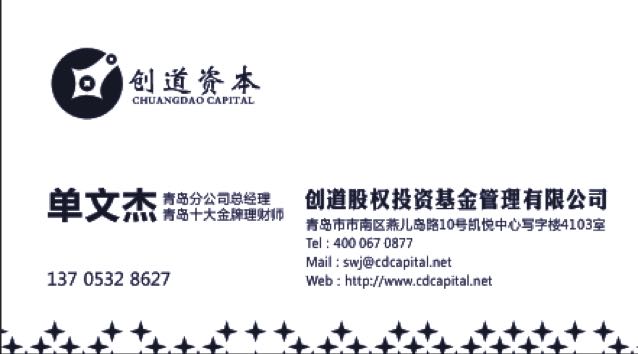 创道资本
CHUANGDAO CAPITAL
单文杰
青岛分公司总经理
青岛十大金牌理财师
137 0532 8627
创道股权投资基金管理有限公司
青岛市市南区燕儿岛路10号凯悦中心写字楼4103室
Tel : 400 067 0877
Mail : swj@cdcapital.net
Web : http://www.cdcapital.net